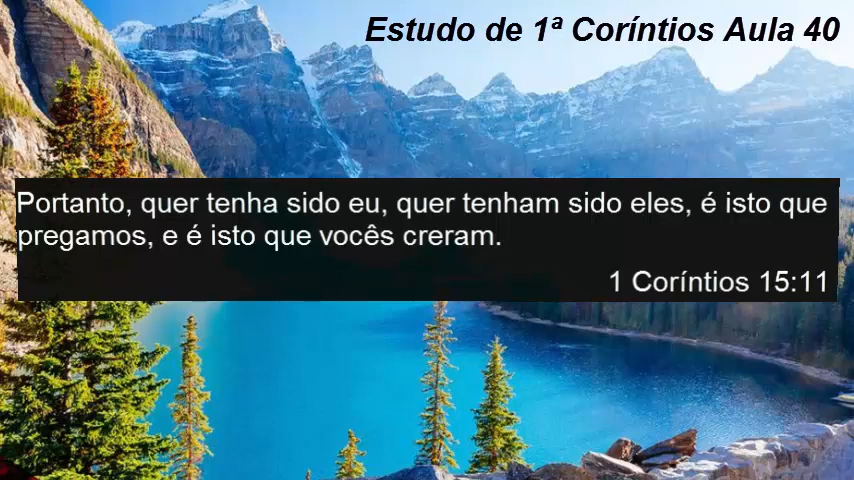 Estudo de 1ª Coríntios Aula 40
Portanto, quer tenha sido eu, quer tenham sido eles, é isto que
pregamos, e é isto que vocês creram.
1 Coríntios 15:11